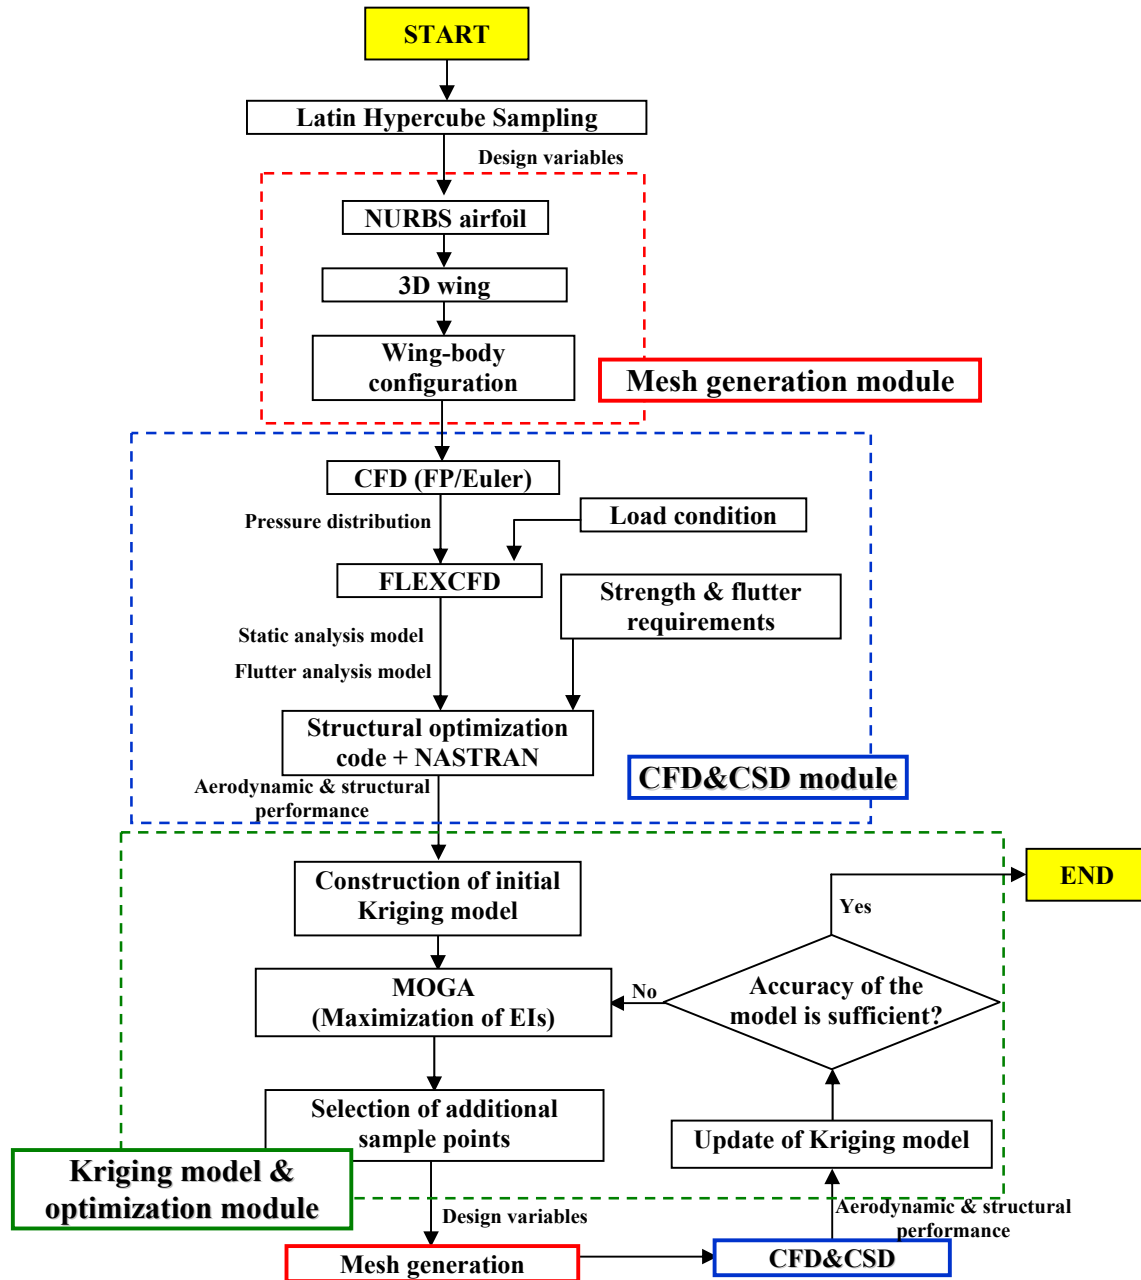 START
Latin Hypercube Sampling
Design variables
NURBS airfoil
3D wing
Wing-body
configuration
Mesh generation module
CFD (FP/Euler)
Pressure distribution
Load condition
FLEXCFD
Strength & flutter
requirements
Static analysis model
Flutter analysis model
Structural optimization
code + NASTRAN
CFD&CSD module
Aerodynamic & structural
performance
Construction of initial
Kriging model
END
Yes
MOGA
(Maximization of EIs)
No
Accuracy of the
model is sufficient?
Selection of additional
sample points
Update of Kriging model
Kriging model &
optimization module
Design variables
Aerodynamic & structural
performance
Mesh generation
CFD&CSD